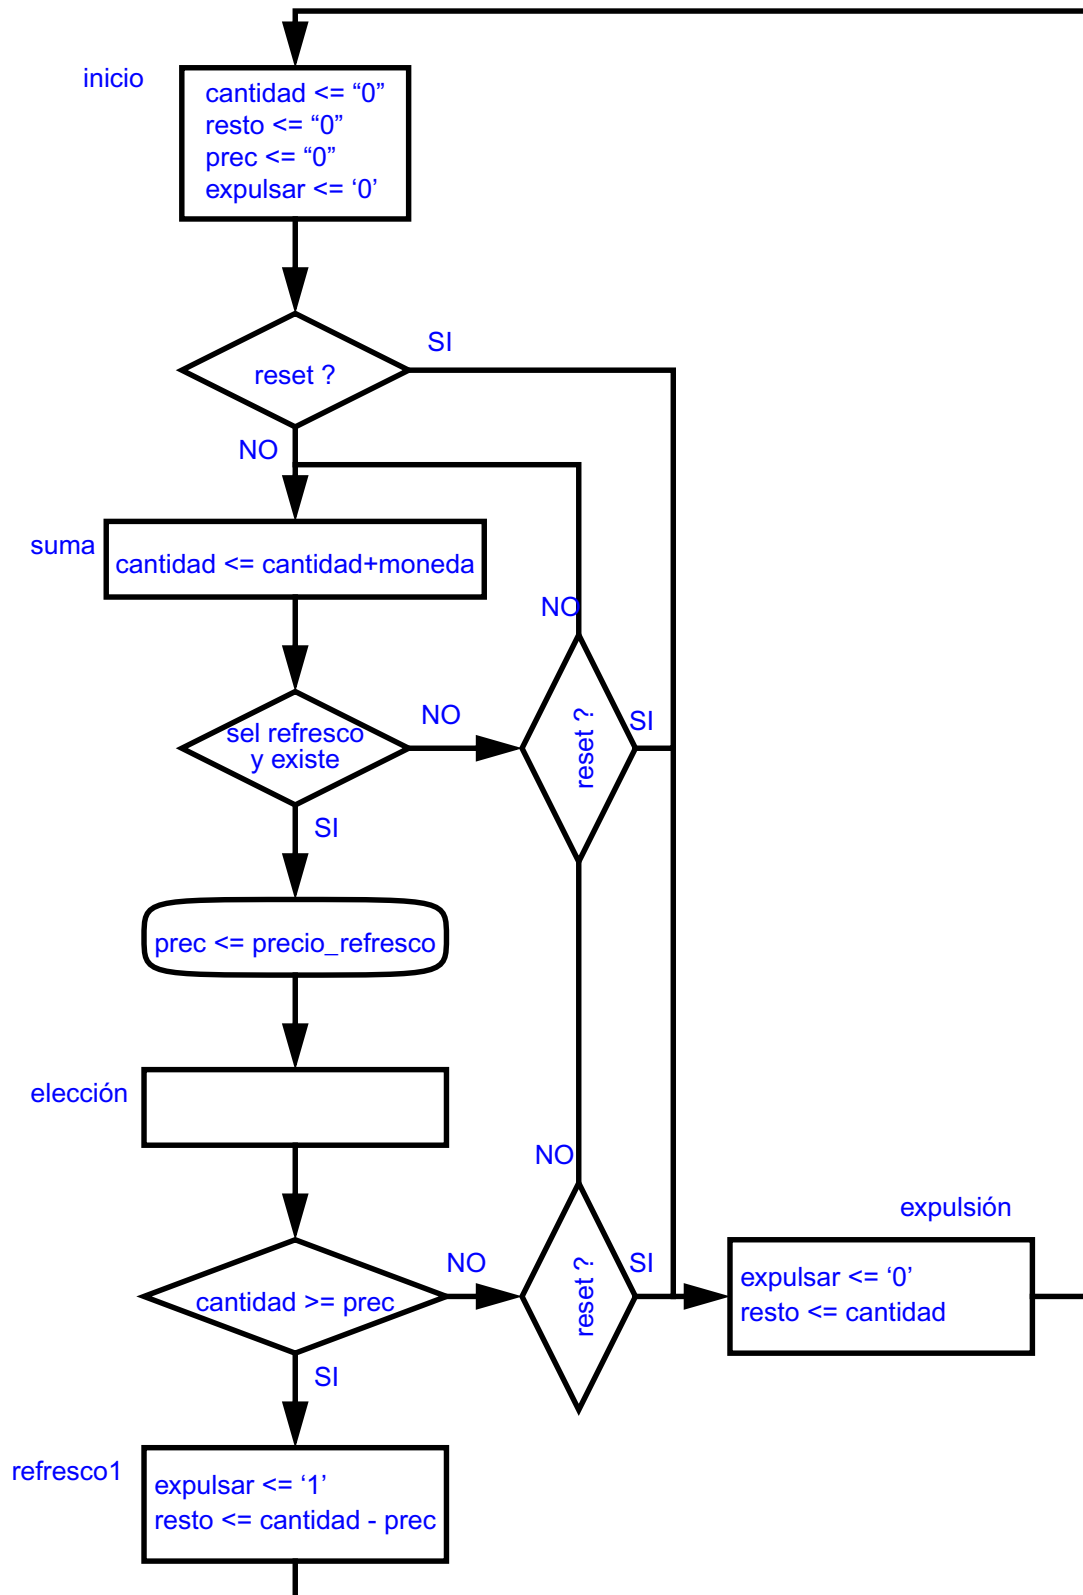 inicio
cantidad <= “0”
resto <= “0”
prec <= “0”
expulsar <= ‘0’
SI
reset ?
NO
suma
cantidad <= cantidad+moneda
NO
sel refresco
y existe
NO
reset ?
SI
SI
prec <= precio_refresco
elección
NO
expulsión
cantidad >= prec
NO
reset ?
SI
expulsar <= ‘0’
resto <= cantidad
SI
refresco1
expulsar <= ‘1’
resto <= cantidad - prec